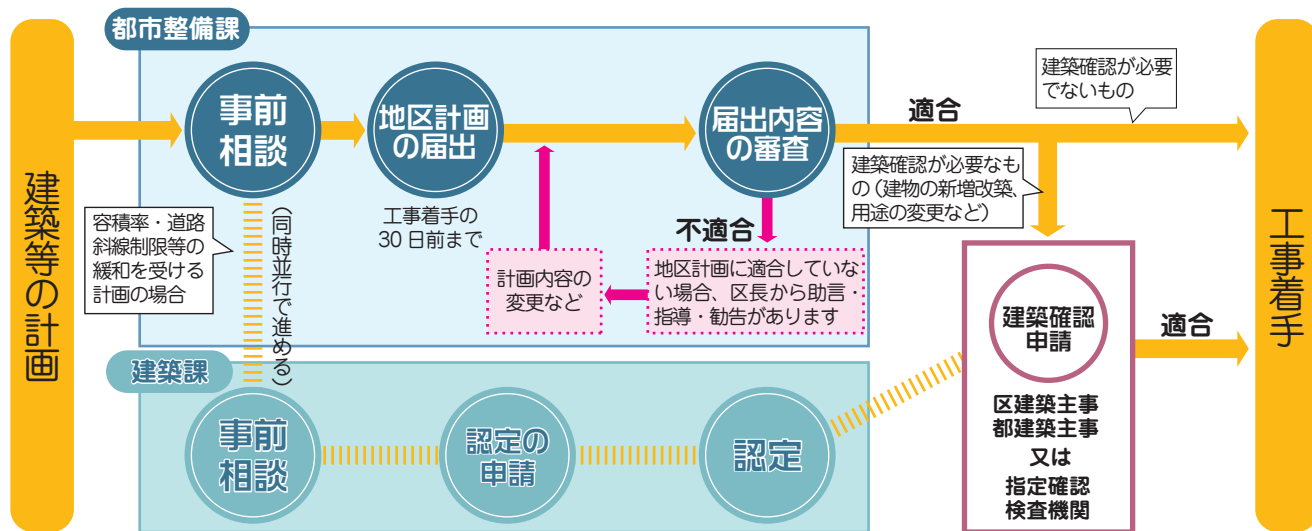 建築等の計画
都市整備課
事前
相談
地区計画
の届出
工事着手の
30 日前まで
届出内容
の審査
適合
建築確認が必要
でないもの
建築確認が必要なも
の（建物の新増改築、
用途の変更など）
不適合
地区計画に適合していな
い場合、区長から助言・
指導・勧告があります
計画内容の
変更など
容積率・道路
斜線制限等の
緩和を受ける
計画の場合
（同時並行で進める）
建築課
事前
相談
認定の
申請
認定
建築確認
申請
区建築主事
都建築主事
又は
指定確認
検査機関
適合
工事着手